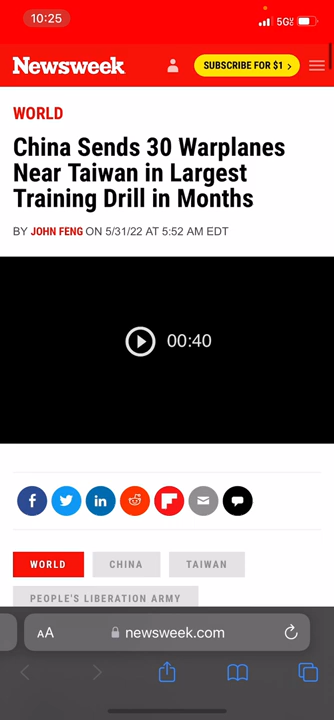 10:25
5G
Newsweek
SUBSCRIBE FOR $1 >
WORLD
China Sends 30 Warplanes
Near Taiwan in Largest
Training Drill in Months
BY JOHN FENG ON 5/31/22 AT 5:52 AM EDT
00:40
WORLD
CHINA
TAIWAN
PEOPLE'S LIBERATION ARMY
AA
newsweek.com